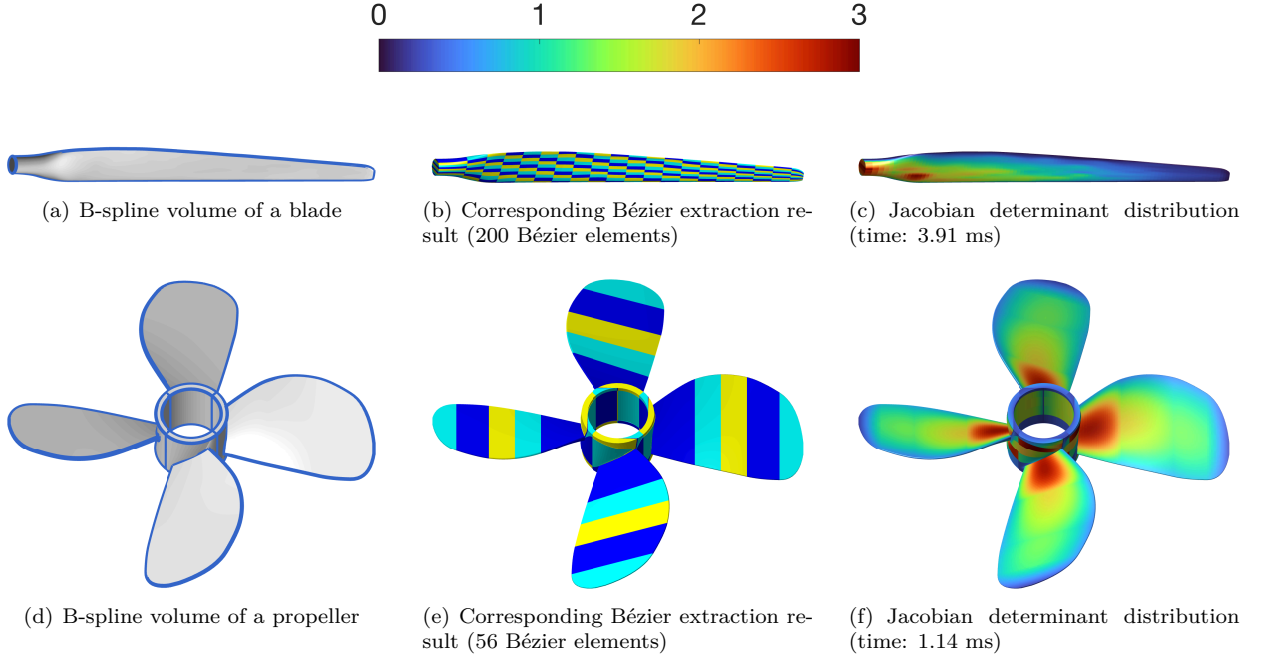 0 1 2 3
(a) B-spline volume of a blade
(b) Corresponding Bézier extraction re-
sult (200 Bézier elements)
(c) Jacobian determinant distribution
(time: 3.91 ms)
(d) B-spline volume of a propeller
(e) Corresponding Bézier extraction re-
sult (56 Bézier elements)
(f) Jacobian determinant distribution
(time: 1.14 ms)